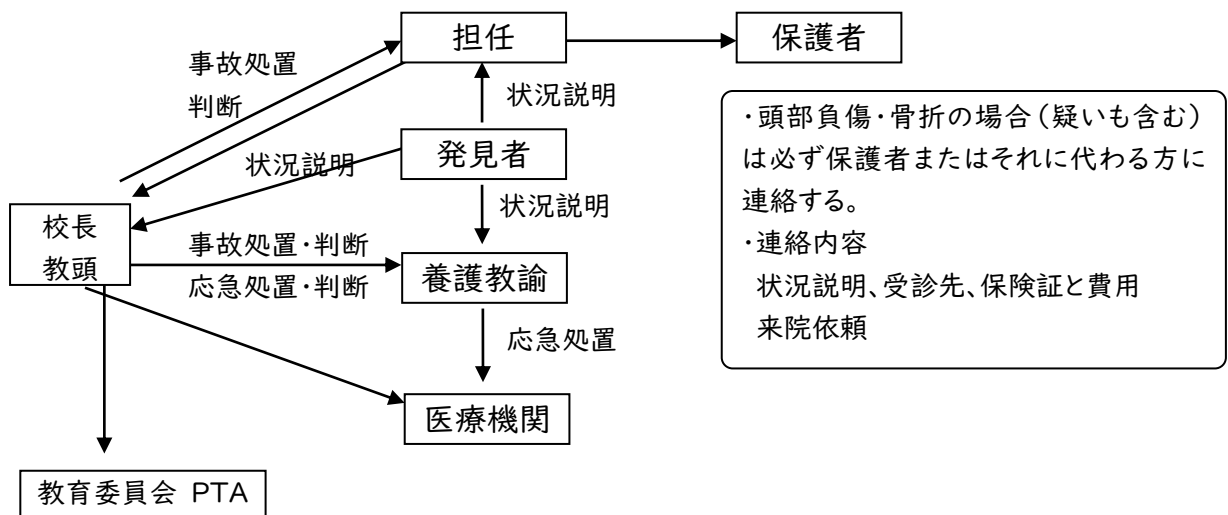 担任
保護者
事故処置
判断
状況説明
・頭部負傷・骨折の場合(疑いも含む)
は必ず保護者またはそれに代わる方に
連絡する。
・連絡内容
状況説明、受診先、保険証と費用
来院依頼
発見者
状況説明
状況説明
校長
教頭
事故処置・判断
応急処置・判断
養護教諭
応急処置
医療機関
教育委員会 PTA